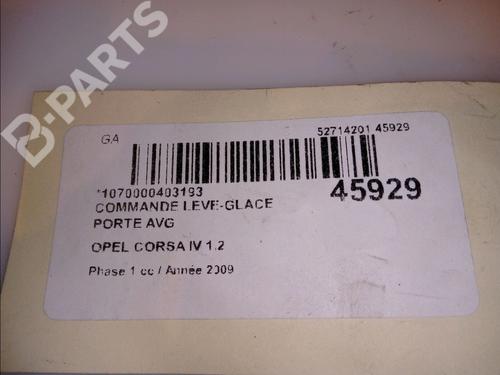 B-PARTS
GA
52714201 45929
*1070000403193
45929
COMMANDE LEVE-GLACE
PORTE AVG
OPEL CORSA IV 1.2
Phase 1 cc / Année 2009